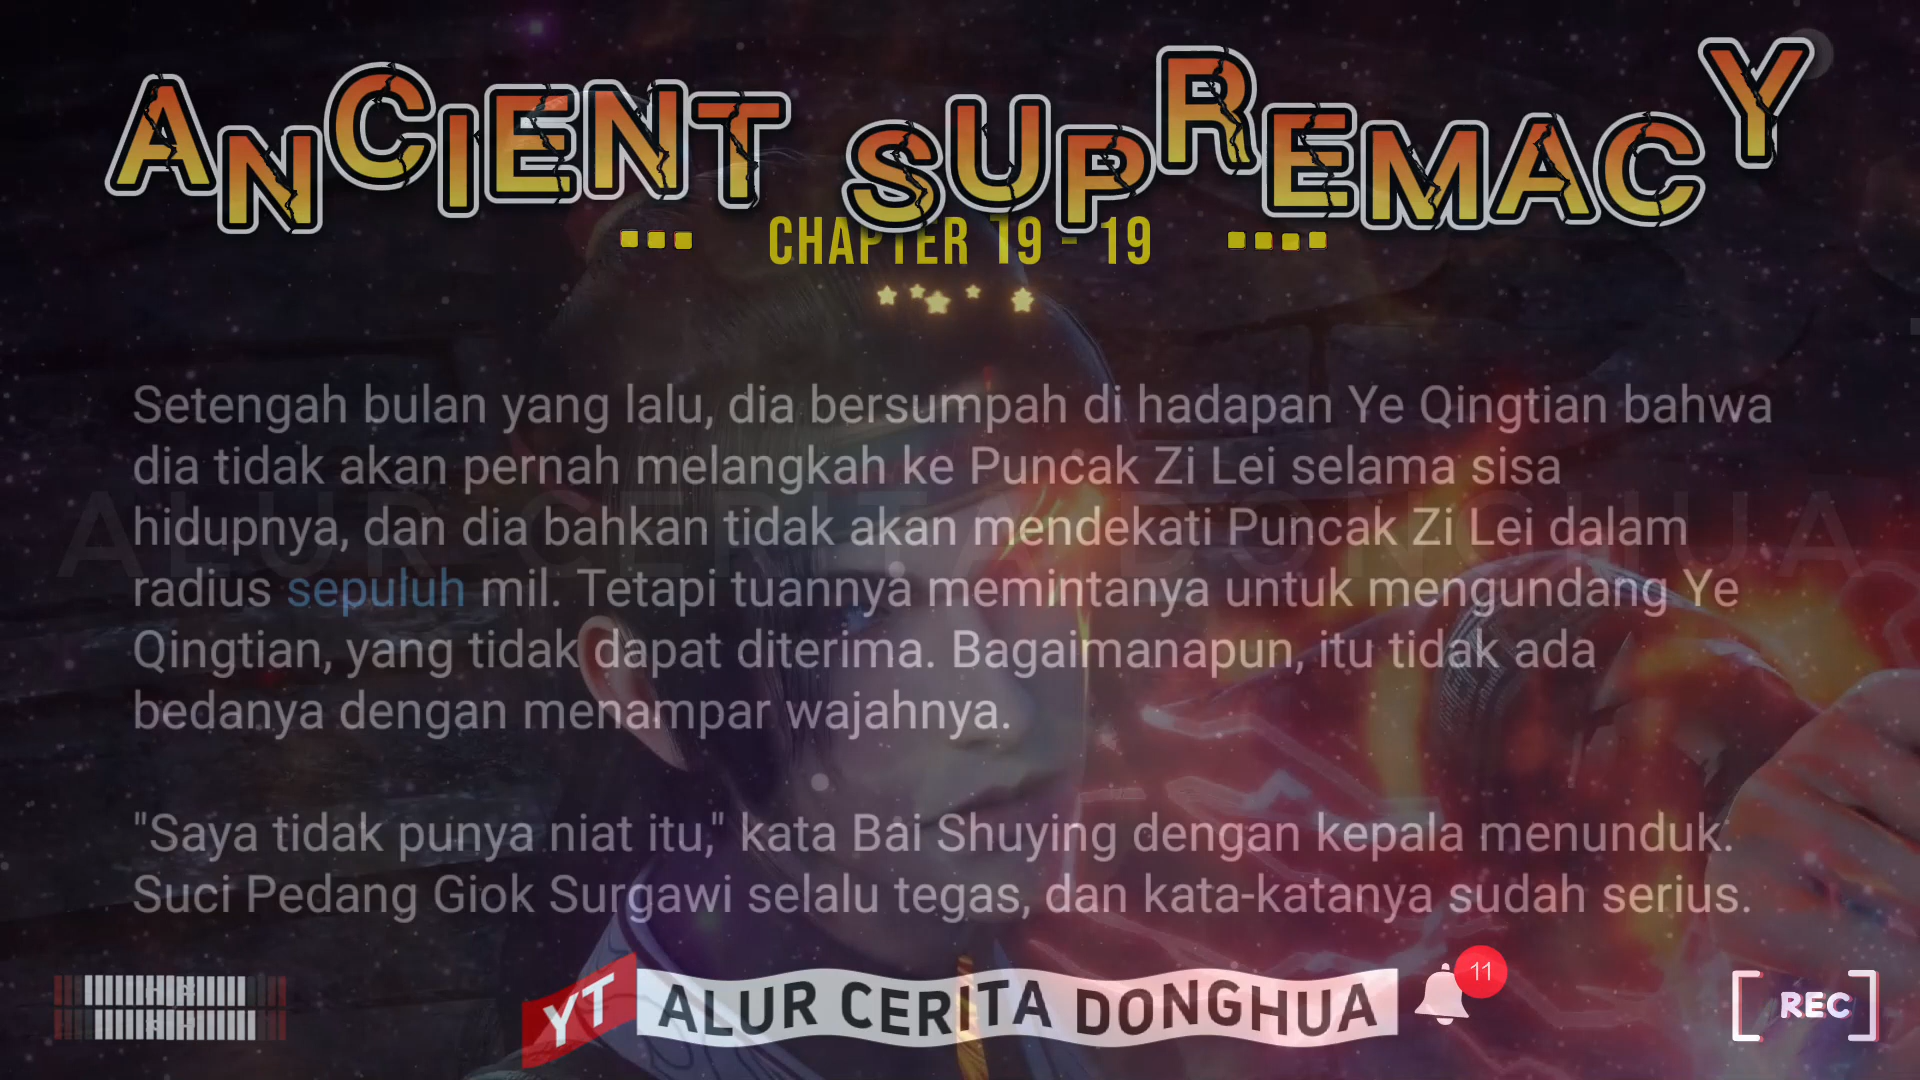 ANCIENT SUPREMACY
CHAPTER 19 - 19
Setengah bulan yang lalu, dia bersumpah di hadapan Ye Qingtian bahwa
dia tidak akan pernah melangkah ke Puncak Zi Lei selama sisa
ALUR CERITA DONGHUA
hidupnya, dan dia bahkan tidak akan mendekati Puncak Zi Lei dalam
radius sepuluh mil. Tetapi tuannya memintanya untuk mengundang Ye
Qingtian, yang tidak dapat diterima. Bagaimanapun, itu tidak ada
bedanya dengan menampar wajahnya.
"Saya tidak punya niat itu," kata Bai Shuying dengan kepala menunduk.
Suci Pedang Giok Surgawi selalu tegas, dan kata-katanya sudah serius.
YT ALUR CERITA DONGHUA
11
REC